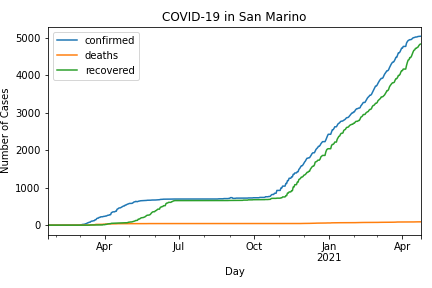 COVID-19 in San Marino
confirmed
deaths
recovered
Number of Cases
5000
4000
3000
2000
1000
0
Apr
Jul
Oct
Jan
2021
Apr
Day